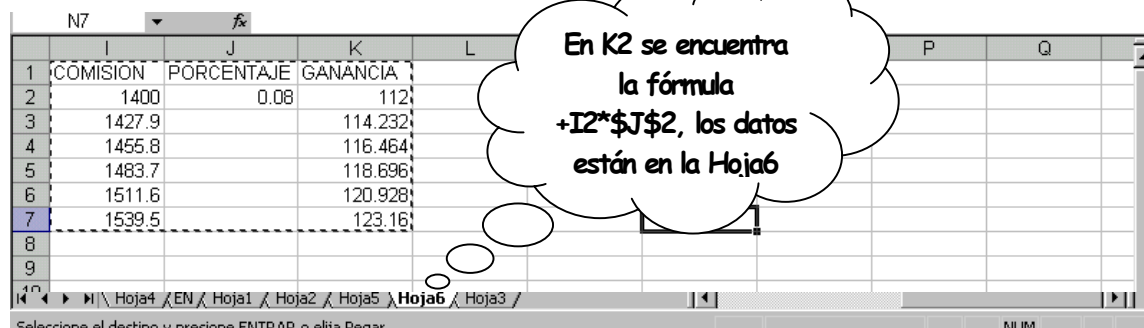 N7 fx
I J K L P Q
1 COMISION PORCENTAJE GANANCIA
2 1400 0.08 112
3 1427.9 114.232
4 1455.8 116.464
5 1483.7 118.696
6 1511.6 120.928
7 1539.5 123.16
8
9
10
En K2 se encuentra
la fórmula
+I2*$J$2, los datos
están en la Hoja6
Hoja4 / EN / Hoja1 / Hoja2 / Hoja5 \ Hoja6 / Hoja3 /
Seleccione el destino y presione ENTRAR o elija Pegar NUM